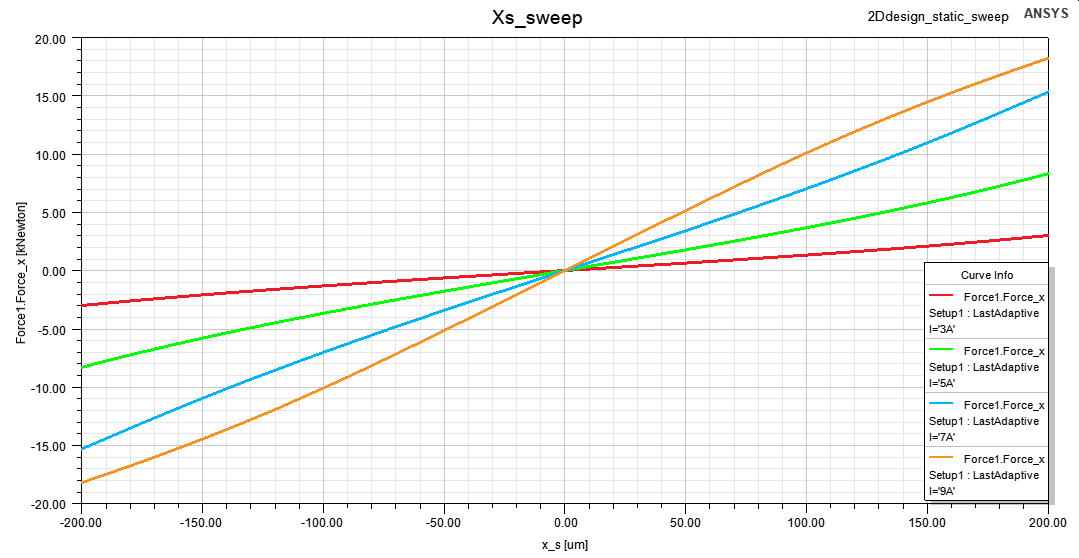 Xs_sweep
2Ddesign_static_sweep
ANSYS
20.00
15.00
10.00
5.00
0.00
-5.00
-10.00
-15.00
-20.00
Force1.Force_x [kNewton]
-200.00 -150.00 -100.00 -50.00 0.00 50.00 100.00 150.00 200.00
x_s [um]
Curve Info
Force1.Force_x
Setup1 : LastAdaptive
I='3A'
Force1.Force_x
Setup1 : LastAdaptive
I='5A'
Force1.Force_x
Setup1 : LastAdaptive
I='7A'
Force1.Force_x
Setup1 : LastAdaptive
I='9A'